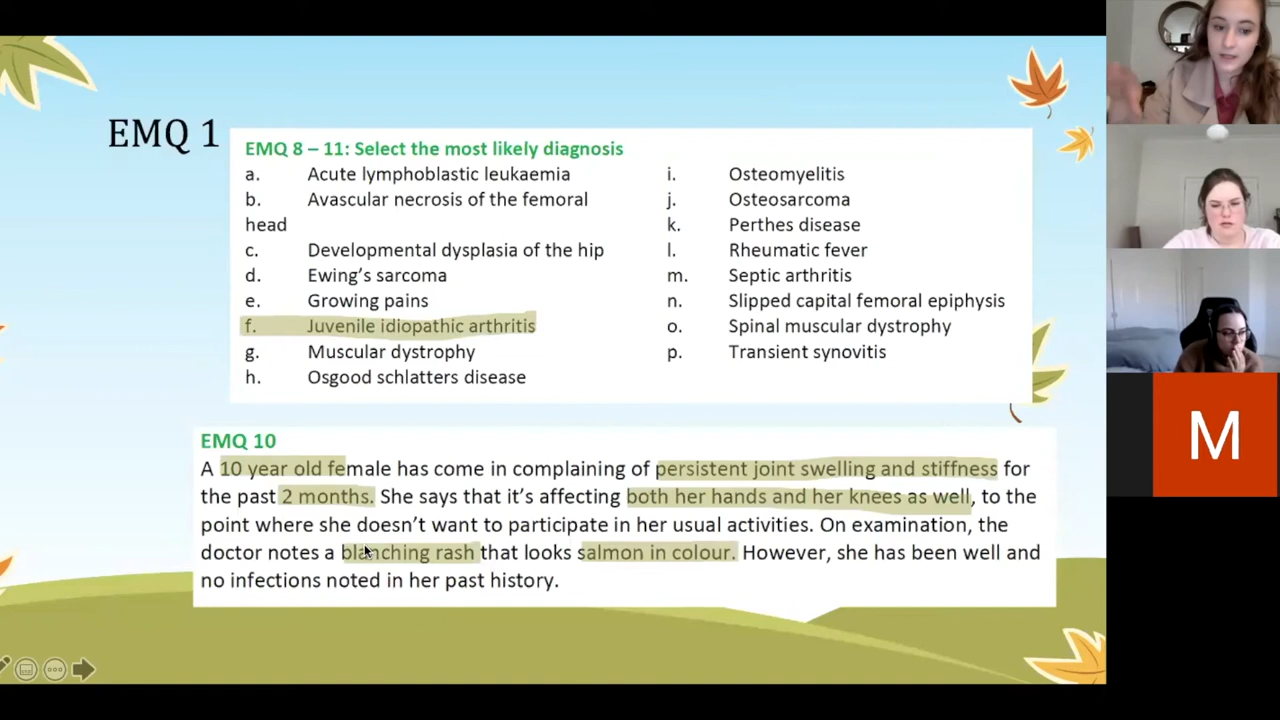 EMQ 1
EMQ 8 – 11: Select the most likely diagnosis
a. Acute lymphoblastic leukaemia
b. Avascular necrosis of the femoral
head
c. Developmental dysplasia of the hip
d. Ewing's sarcoma
e. Growing pains
f. Juvenile idiopathic arthritis
g. Muscular dystrophy
h. Osgood schlatters disease
i. Osteomyelitis
j. Osteosarcoma
k. Perthes disease
l. Rheumatic fever
m. Septic arthritis
n. Slipped capital femoral epiphysis
o. Spinal muscular dystrophy
p. Transient synovitis
EMQ 10
A 10 year old female has come in complaining of persistent joint swelling and stiffness for
the past 2 months. She says that it's affecting both her hands and her knees as well, to the
point where she doesn't want to participate in her usual activities. On examination, the
doctor notes a blanching rash that looks salmon in colour. However, she has been well and
no infections noted in her past history.
M